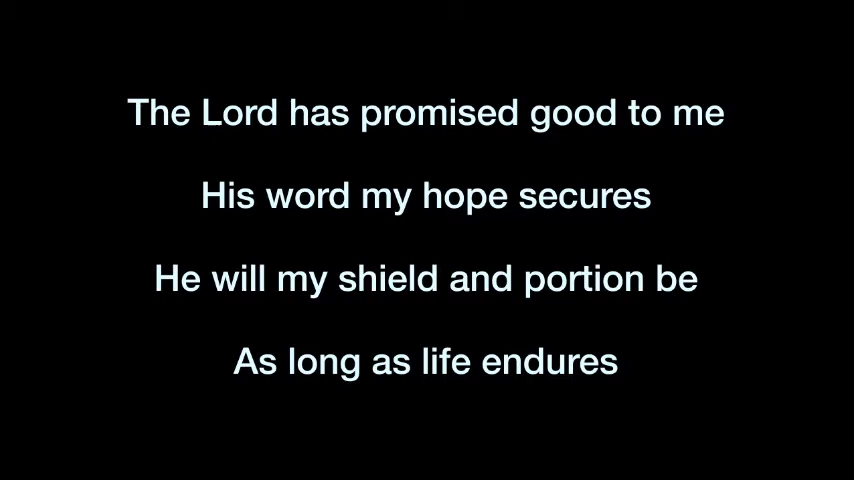 The Lord has promised good to me
His word my hope secures
He will my shield and portion be
As long as life endures